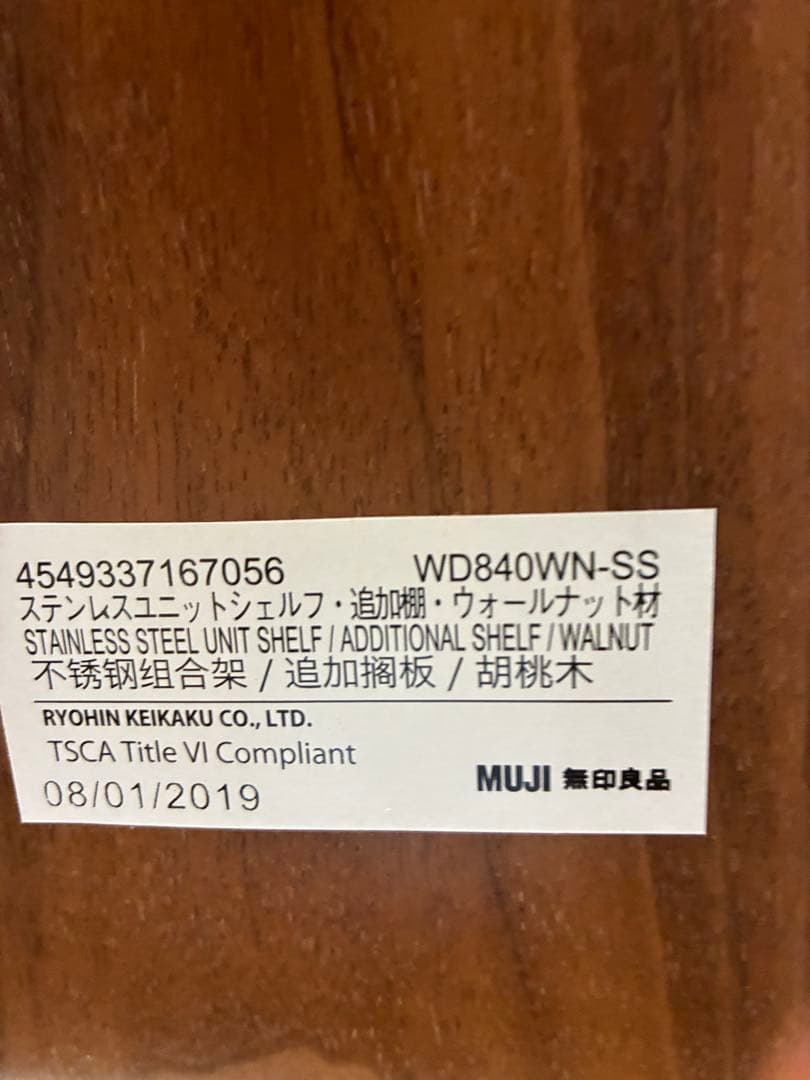 4549337167056 WD840WN-SS
ステンレスユニットシェルフ・追加棚・ウォールナット材
STAINLESS STEEL UNIT SHELF / ADDITIONAL SHELF / WALNUT
不锈钢组合架 / 追加搁板 / 胡桃木
RYOHIN KEIKAKU CO., LTD.
TSCA Title VI Compliant
08/01/2019
MUJI 無印良品